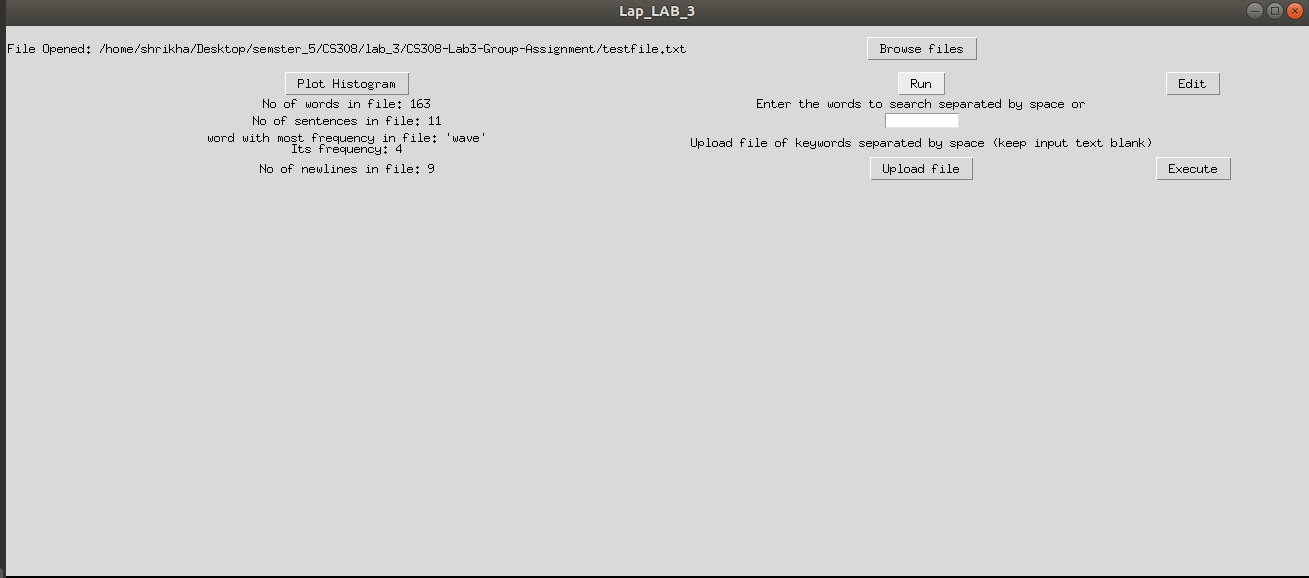 Lap_LAB_3
File Opened: /home/shrikha/Desktop/semster_5/CS308/lab_3/CS308-Lab3-Group-Assignment/testfile.txt
Browse files
Plot Histogram
Run
Edit
No of words in file: 163
Enter the words to search separated by space or
No of sentences in file: 11
word with most frequency in file: 'wave'
Its frequency: 4
Upload file of keywords separated by space (keep input text blank)
No of newlines in file: 9
Upload file
Execute